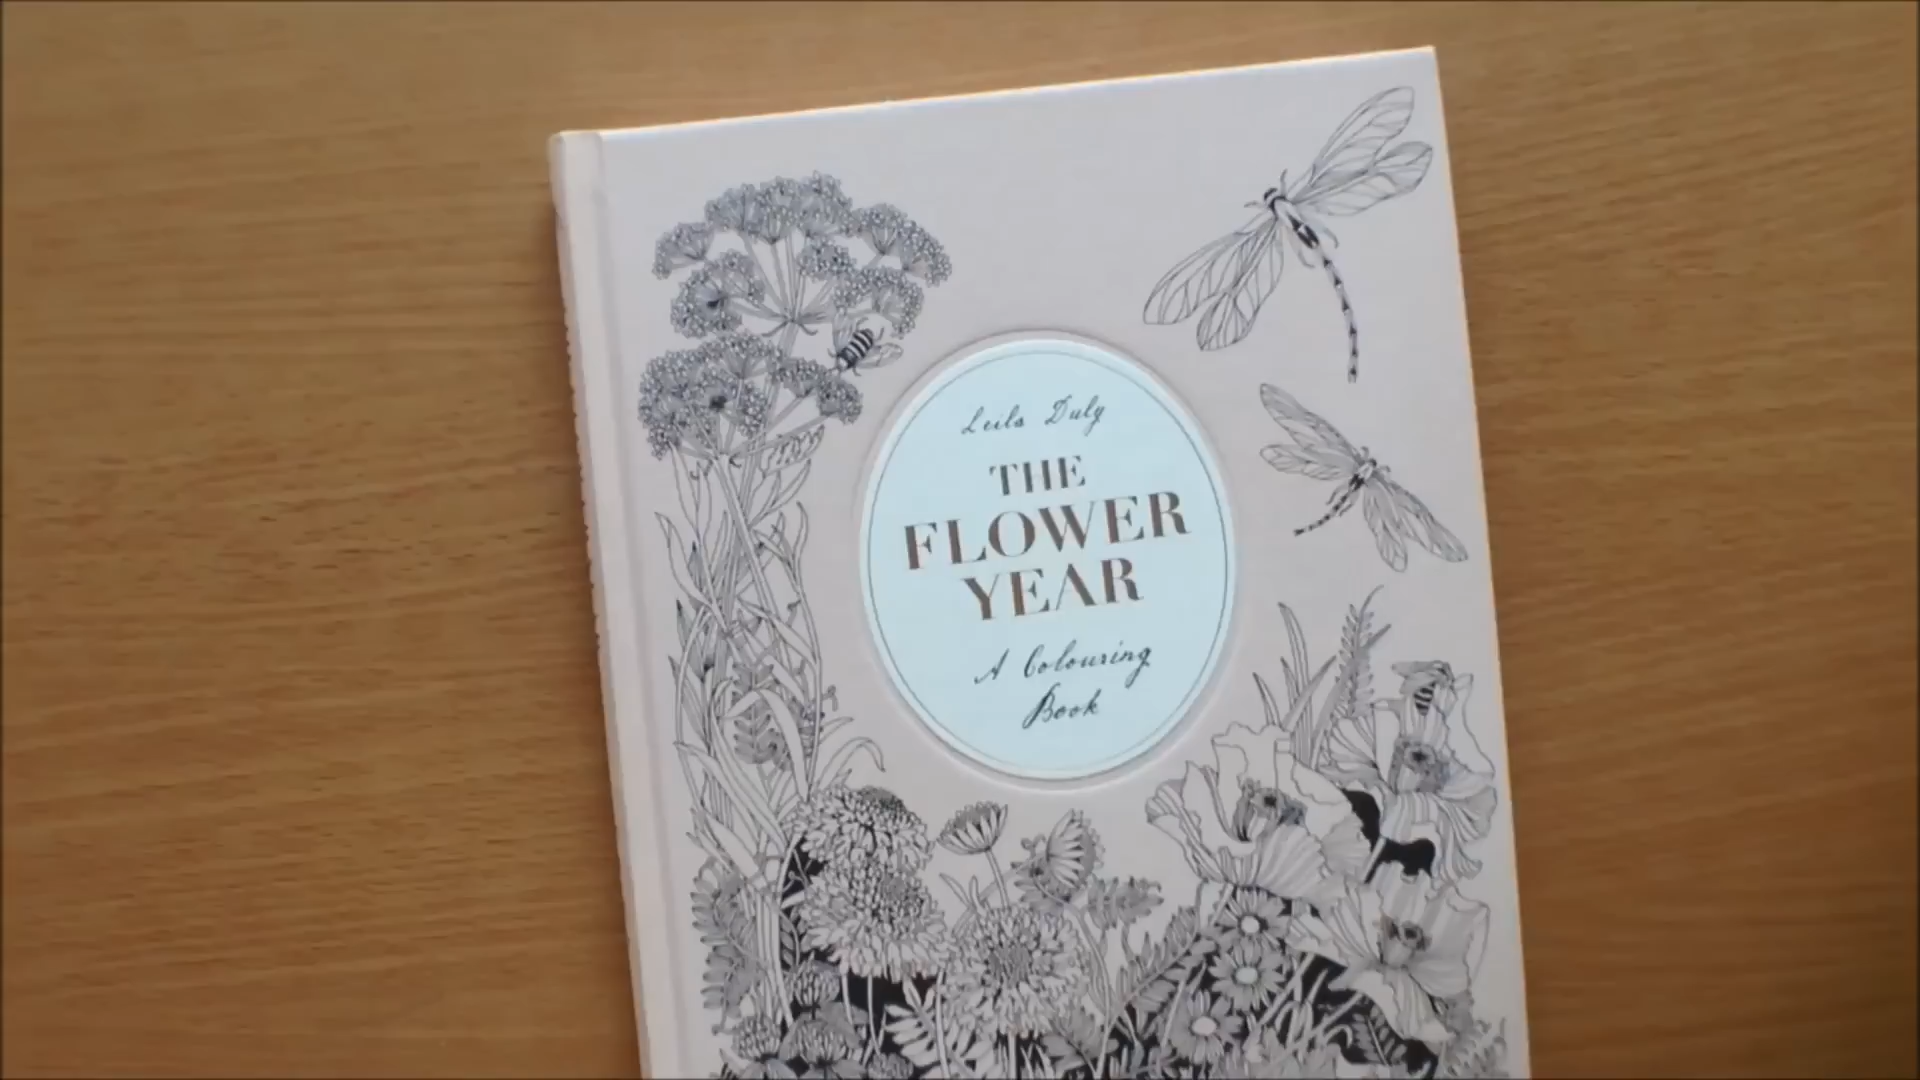 Leila Duly
THE
FLOWER
YEAR
A Colouring
Book